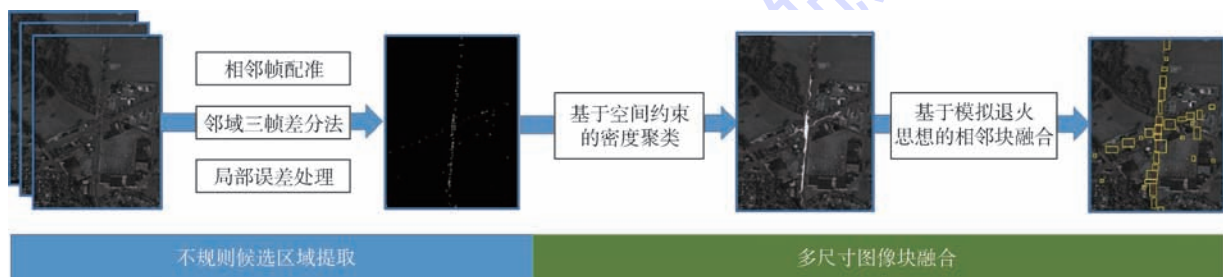 相邻帧配准
邻域三帧差分法
局部误差处理
基于空间约束
的密度聚类
基于模拟退火
思想的相邻块融合
不规则候选区域提取
多尺寸图像块融合